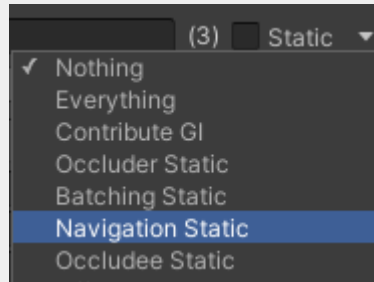 (3) Static
Nothing
Everything
Contribute GI
Occluder Static
Batching Static
Navigation Static
Occludee Static